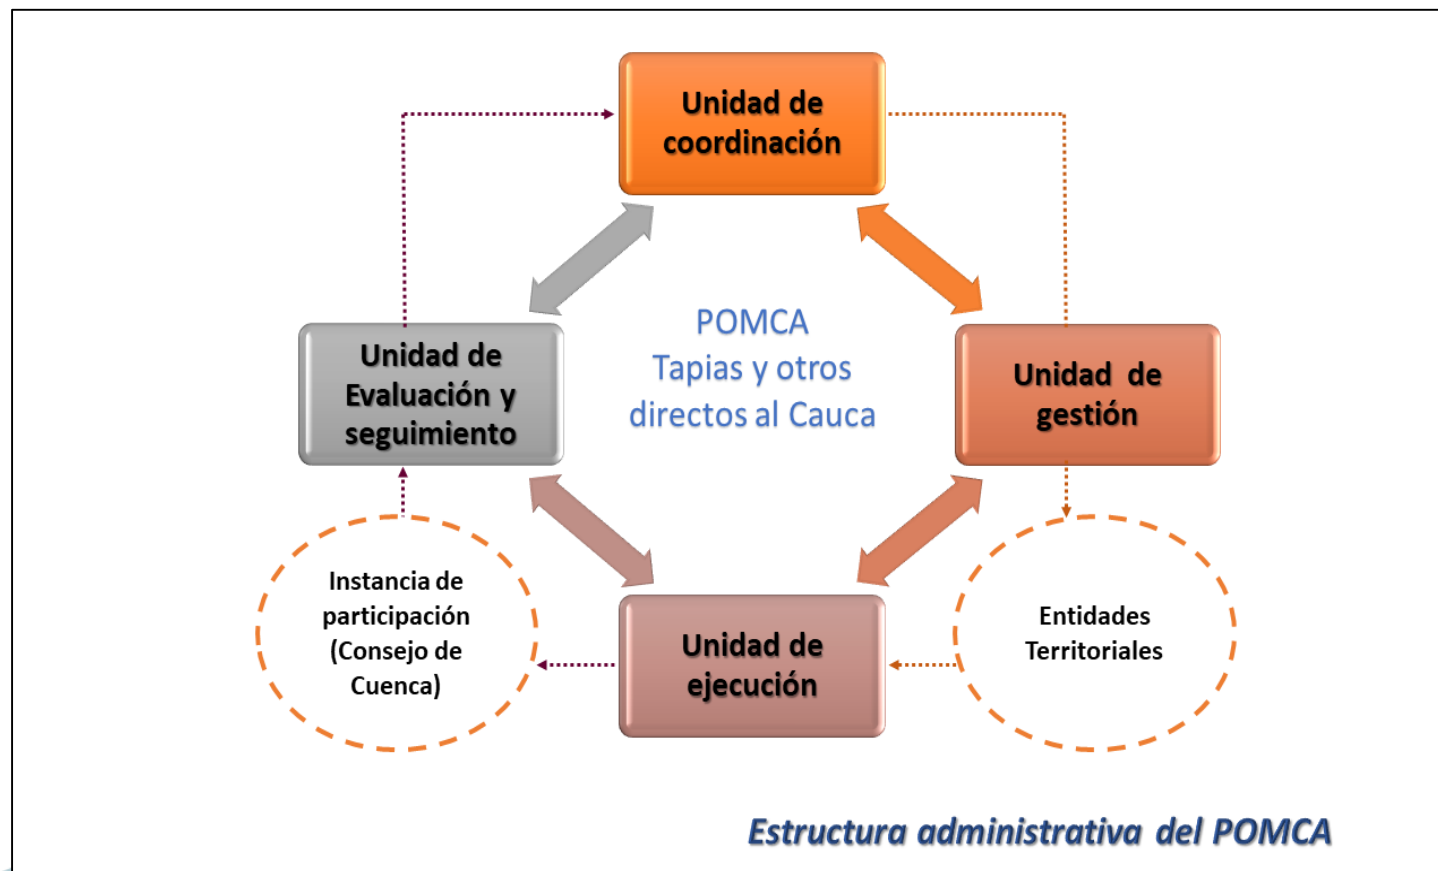 Unidad de
coordinación
POMCA
Tapias y otros
directos al Cauca
Unidad de
Evaluación y
seguimiento
Unidad de
gestión
Instancia de
participación
(Consejo de
Cuenca)
Unidad de
ejecución
Entidades
Territoriales
Estructura administrativa del POMCA